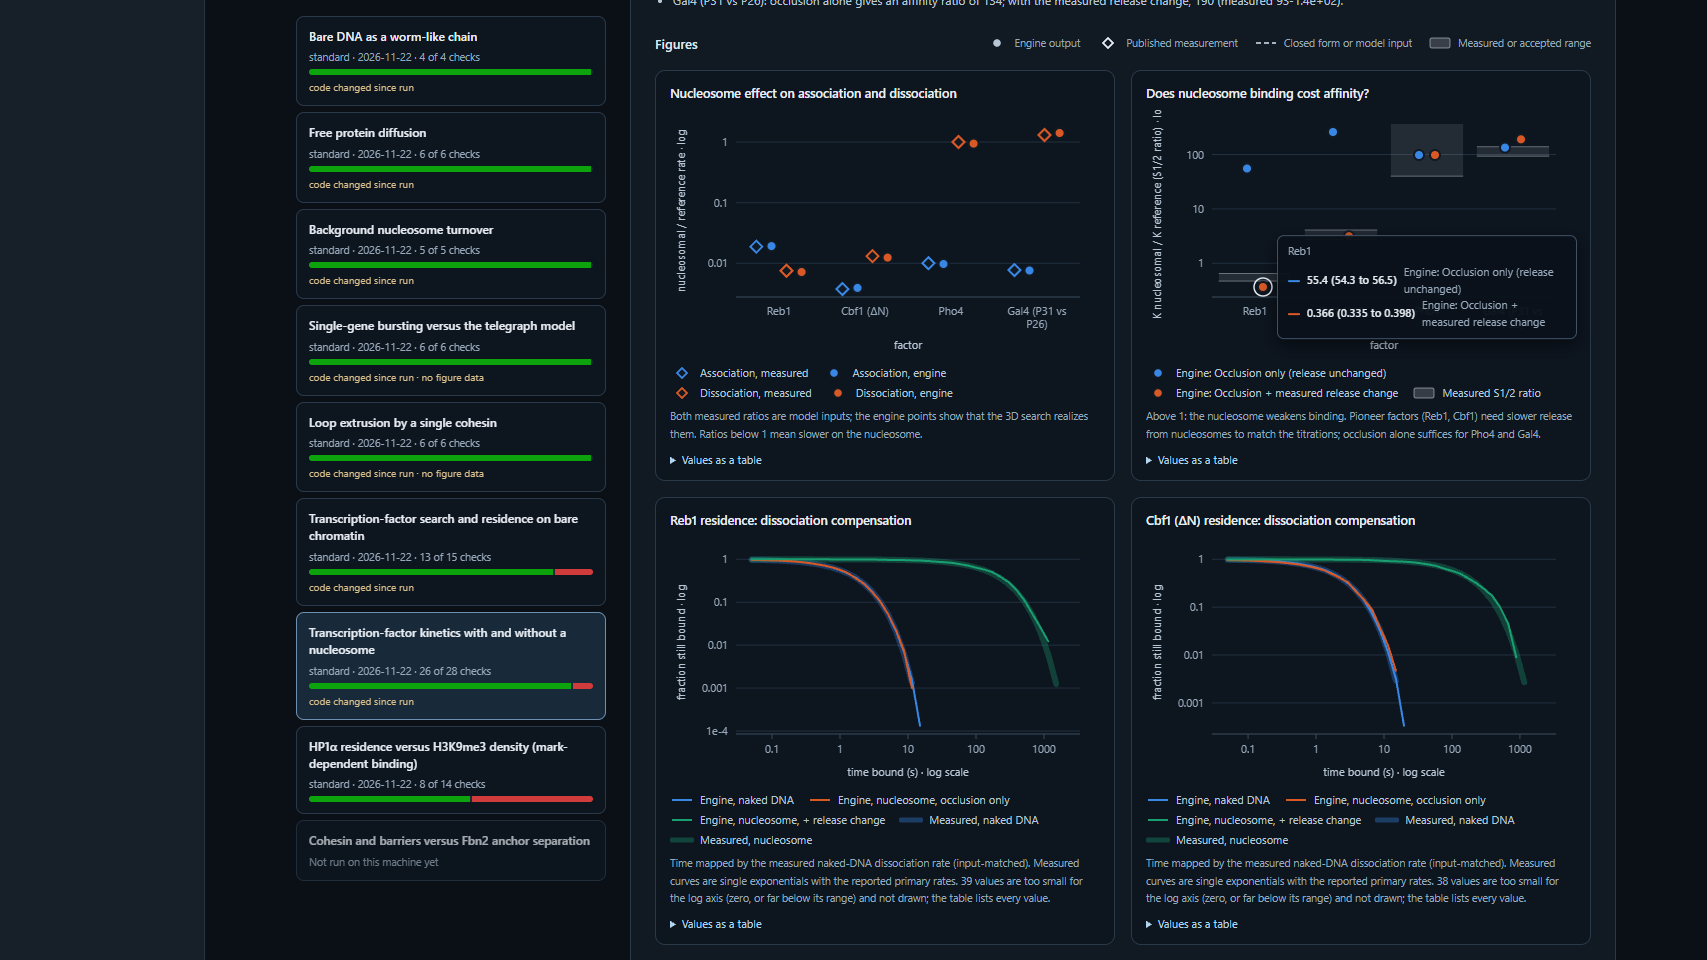 Bare DNA as a worm-like chain
standard · 2026-11-22 · 4 of 4 checks
code changed since run
Free protein diffusion
standard · 2026-11-22 · 6 of 6 checks
code changed since run
Background nucleosome turnover
standard · 2026-11-22 · 5 of 5 checks
code changed since run
Single-gene bursting versus the telegraph model
standard · 2026-11-22 · 6 of 6 checks
code changed since run · no figure data
Loop extrusion by a single cohesin
standard · 2026-11-22 · 6 of 6 checks
code changed since run · no figure data
Transcription-factor search and residence on bare
chromatin
standard · 2026-11-22 · 13 of 15 checks
code changed since run
Transcription-factor kinetics with and without a
nucleosome
standard · 2026-11-22 · 26 of 28 checks
code changed since run
HP1α residence versus H3K9me3 density (mark-
dependent binding)
standard · 2026-11-22 · 8 of 14 checks
Cohesin and barriers versus Fbn2 anchor separation
Not run on this machine yet
Gal4 (P31 vs P26): occlusion alone gives an affinity ratio of 134; with the measured release change, 190 (measured 93-1.4e+02).
Figures
Engine output
Published measurement
Closed form or model input
Measured or accepted range
Nucleosome effect on association and dissociation
nucleosomal / reference rate · log
1
0.1
0.01
Reb1
Cbf1 (ΔN)
Pho4
Gal4 (P31 vs
P26)
factor
Association, measured
Association, engine
Dissociation, measured
Dissociation, engine
Both measured ratios are model inputs; the engine points show that the 3D search realizes
them. Ratios below 1 mean slower on the nucleosome.
Values as a table
Does nucleosome binding cost affinity?
K nucleosomal / K reference (S1/2 ratio) · lo
100
10
1
Reb1
Reb1
55.4 (54.3 to 56.5)
Engine: Occlusion only (release
unchanged)
0.366 (0.335 to 0.398)
Engine: Occlusion +
measured release change
factor
Engine: Occlusion only (release unchanged)
Engine: Occlusion + measured release change
Measured S1/2 ratio
Above 1: the nucleosome weakens binding. Pioneer factors (Reb1, Cbf1) need slower release
from nucleosomes to match the titrations; occlusion alone suffices for Pho4 and Gal4.
Values as a table
Reb1 residence: dissociation compensation
fraction still bound · log
1
0.1
0.01
0.001
1e-4
0.1
1
10
100
1000
time bound (s) · log scale
Engine, naked DNA
Engine, nucleosome, occlusion only
Engine, nucleosome, + release change
Measured, naked DNA
Measured, nucleosome
Time mapped by the measured naked-DNA dissociation rate (input-matched). Measured
curves are single exponentials with the reported primary rates. 39 values are too small for
the log axis (zero, or far below its range) and not drawn; the table lists every value.
Values as a table
Cbf1 (ΔN) residence: dissociation compensation
fraction still bound · log
1
0.1
0.01
0.001
0.1
1
10
100
1000
time bound (s) · log scale
Engine, naked DNA
Engine, nucleosome, occlusion only
Engine, nucleosome, + release change
Measured, naked DNA
Measured, nucleosome
Time mapped by the measured naked-DNA dissociation rate (input-matched). Measured
curves are single exponentials with the reported primary rates. 38 values are too small for
the log axis (zero, or far below its range) and not drawn; the table lists every value.
Values as a table